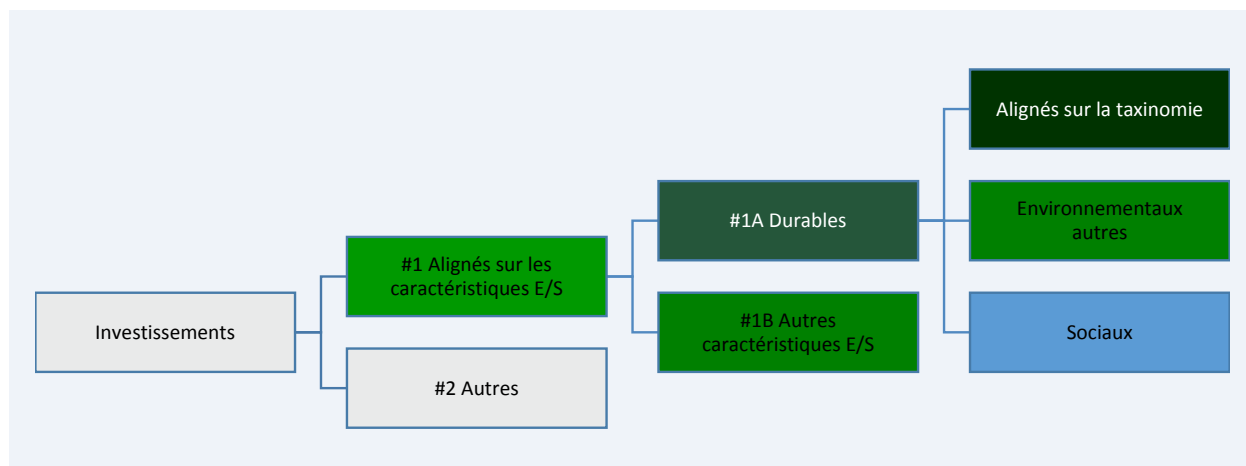 Investissements
#1 Alignés sur les
caractéristiques E/S
#2 Autres
#1A Durables
#1B Autres
caractéristiques E/S
Alignés sur la taxinomie
Environnementaux
autres
Sociaux